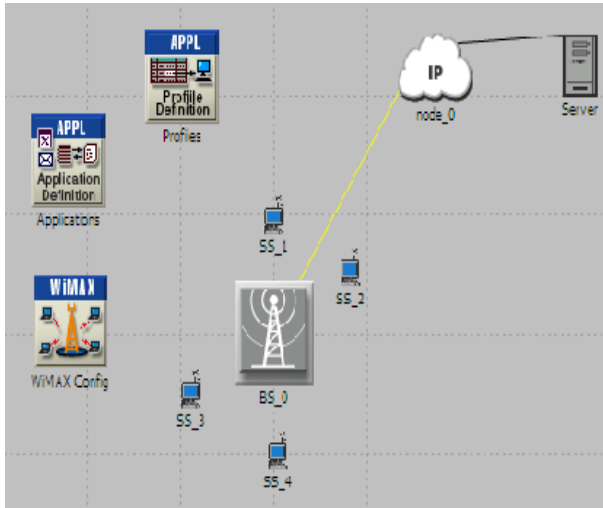 APPL
Profile
Definition
Profiles
IP
node_0
Server
APPL
Application
Definition
Applications
SS_1
SS_2
WiMAX
WiMAX Config
BS_0
SS_3
SS_4